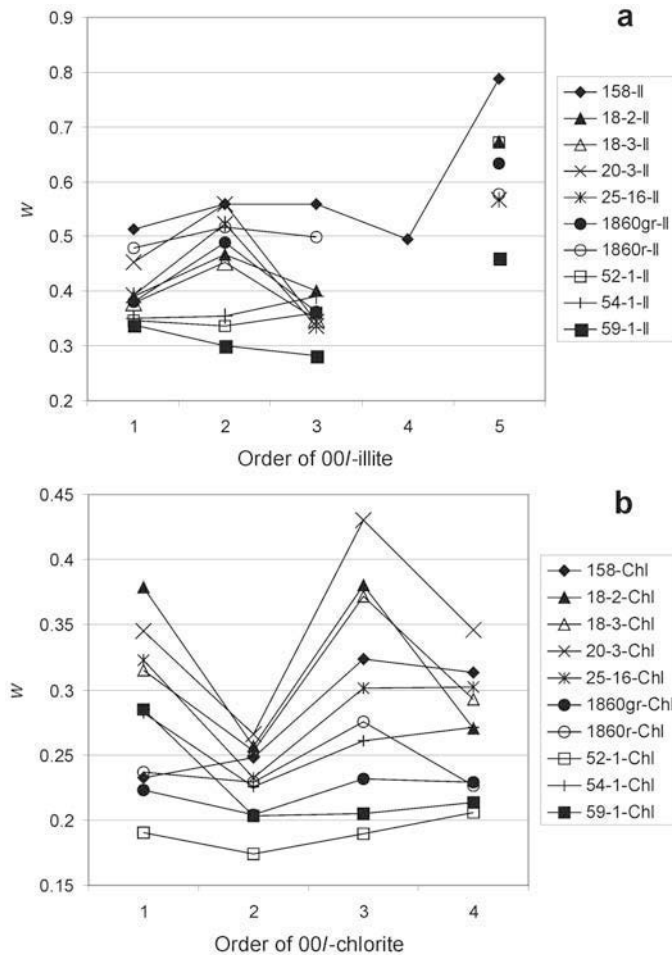 a
0.9
0.8
0.7
0.6
0.5
0.4
0.3
0.2
w
1 2 3 4 5
Order of 00l-illite
158-Il
18-2-Il
18-3-Il
20-3-Il
25-16-Il
1860gr-Il
1860r-Il
52-1-Il
54-1-Il
59-1-Il
b
0.45
0.4
0.35
0.3
0.25
0.2
0.15
w
1 2 3 4
Order of 00l-chlorite
158-Chl
18-2-Chl
18-3-Chl
20-3-Chl
25-16-Chl
1860gr-Chl
1860r-Chl
52-1-Chl
54-1-Chl
59-1-Chl